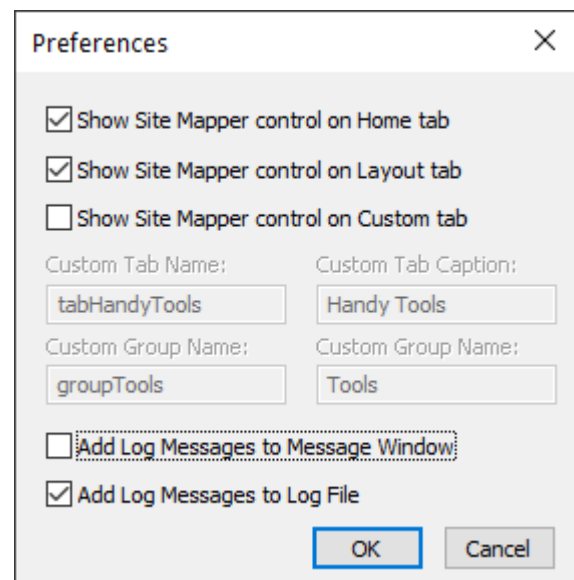 Preferences
Show Site Mapper control on Home tab
Show Site Mapper control on Layout tab
Show Site Mapper control on Custom tab
Custom Tab Name: Custom Tab Caption:
tabHandyTools Handy Tools
Custom Group Name: Custom Group Name:
groupTools Tools
Add Log Messages to Message Window
Add Log Messages to Log File
OK Cancel